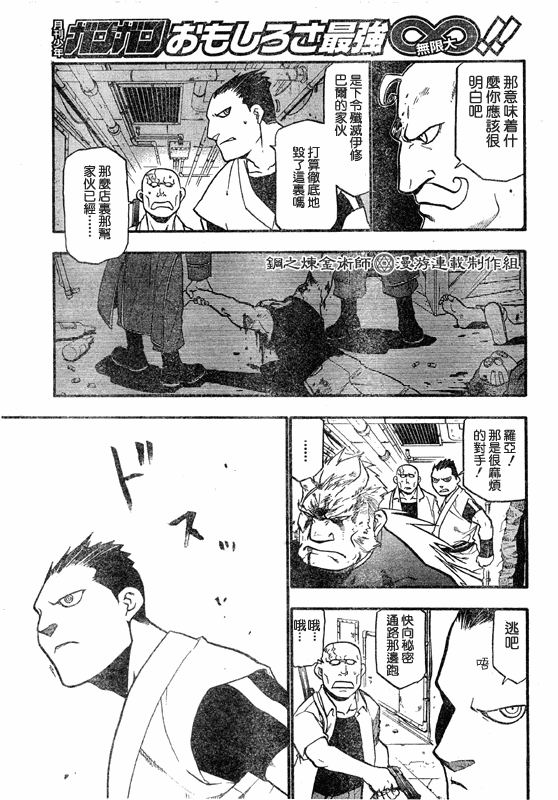 月刊少年
ガンガン おもしろさ最強 ∞ 無限大 !!
那意味着什
麼你應該很
明白吧
是下令殲滅伊修
巴爾的家伙
打算徹底地
毀了這裏嗎
那麼店裏那幫
家伙已經……
鋼之煉金術師 漫游連載制作組
羅亞！
那是很麻煩
的對手！
………
逃吧
唔
快向秘密
通路那邊跑
哦…
哦…
ドスッ